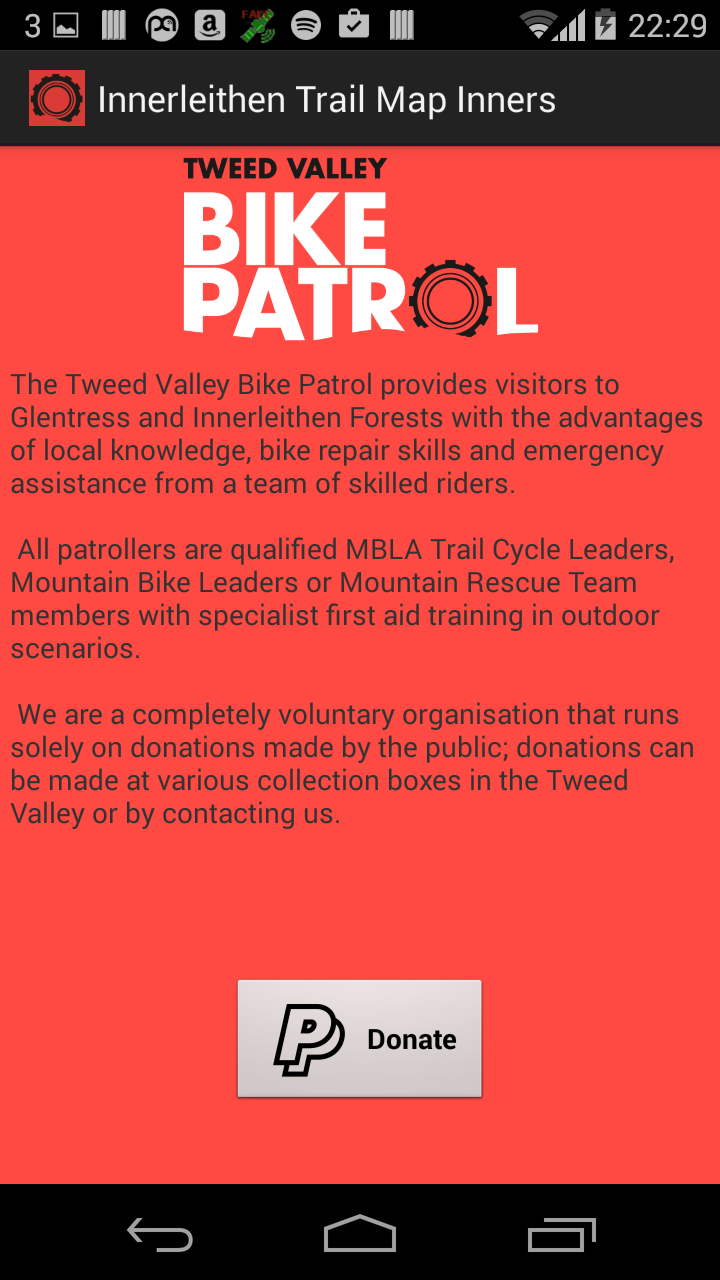 3 22:29
FAKE
Innerleithen Trail Map Inners
TWEED VALLEY
BIKE
PATROL
The Tweed Valley Bike Patrol provides visitors to
Glentress and Innerleithen Forests with the advantages
of local knowledge, bike repair skills and emergency
assistance from a team of skilled riders.
All patrollers are qualified MBLA Trail Cycle Leaders,
Mountain Bike Leaders or Mountain Rescue Team
members with specialist first aid training in outdoor
scenarios.
We are a completely voluntary organisation that runs
solely on donations made by the public; donations can
be made at various collection boxes in the Tweed
Valley or by contacting us.
Donate